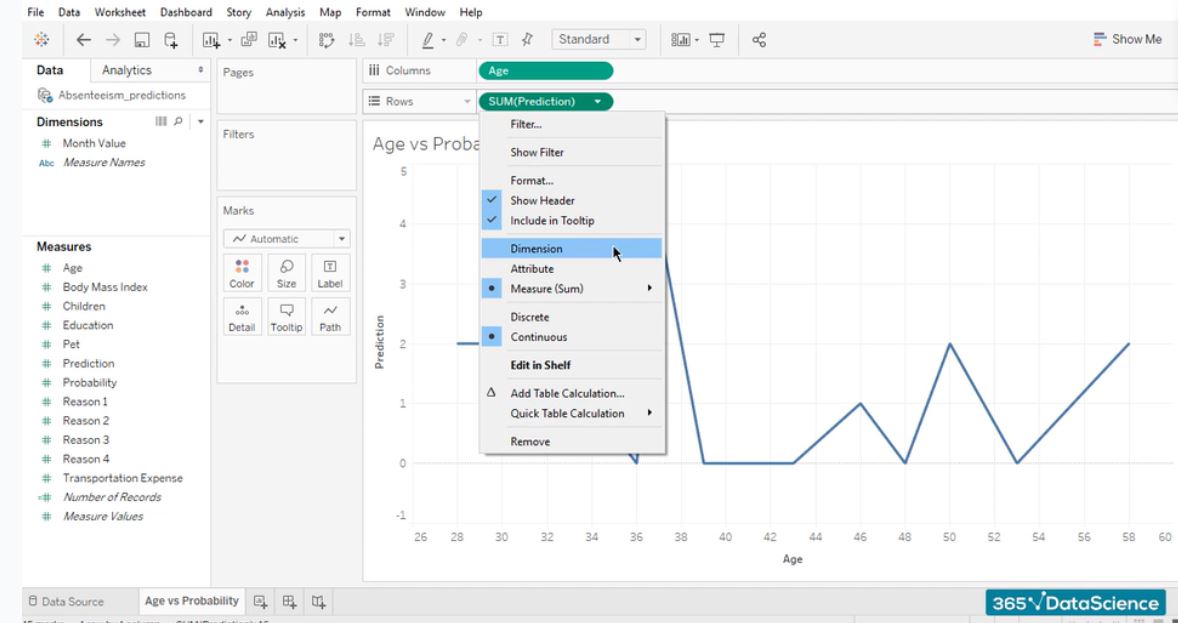 File Data Worksheet Dashboard Story Analysis Map Format Window Help
Standard
Show Me
Data Analytics
Absenteeism_predictions
Dimensions
Month Value
Abc Measure Names
Measures
Age
Body Mass Index
Children
Education
Pet
Prediction
Probability
Reason 1
Reason 2
Reason 3
Reason 4
Transportation Expense
Number of Records
Measure Values
Pages
Filters
Marks
Automatic
Color Size Label
Detail Tooltip Path
Columns Age
Rows SUM(Prediction)
Age vs Proba
Filter...
Show Filter
Format...
Show Header
Include in Tooltip
Dimension
Attribute
Measure (Sum)
Discrete
Continuous
Edit in Shelf
Add Table Calculation...
Quick Table Calculation
Remove
Prediction
5
4
3
2
1
0
-1
26 28 30 32 34 36 38 40 42 44 46 48 50 52 54 56 58 60
Age
Data Source Age vs Probability
365 DataScience